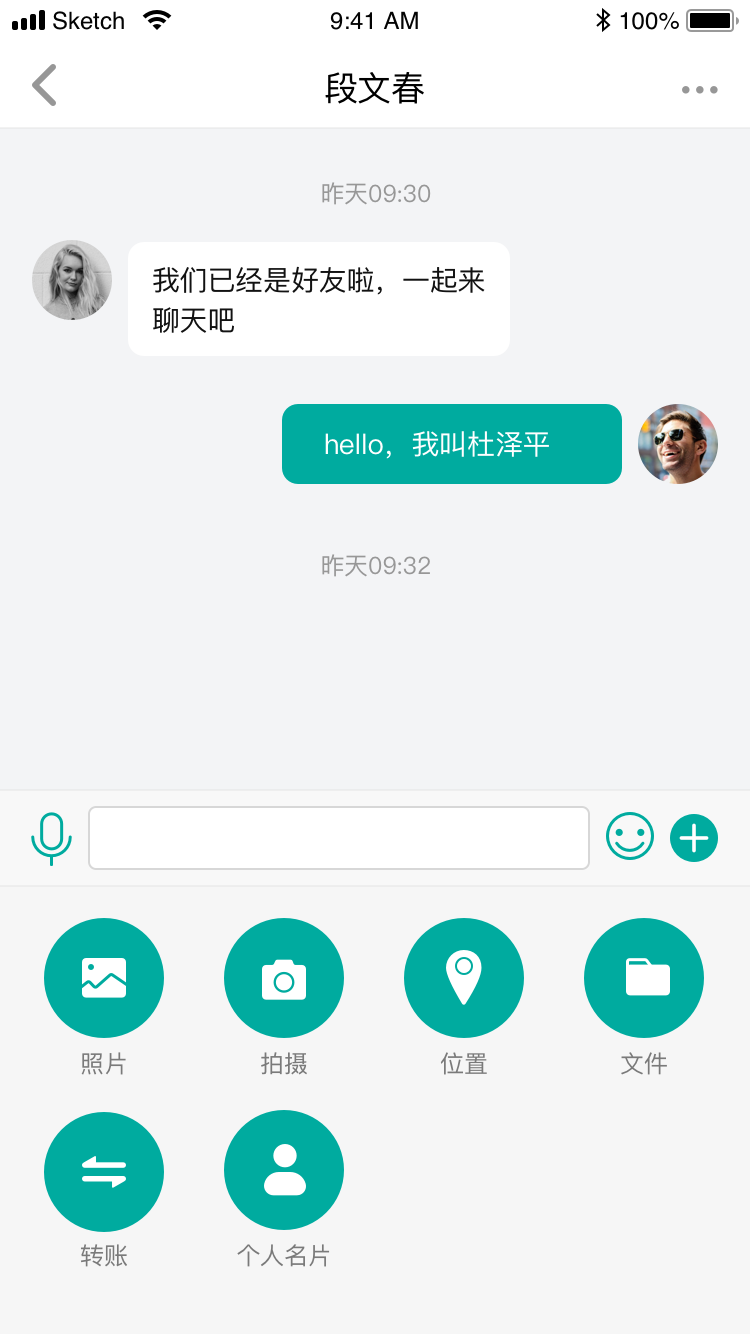 Sketch 9:41 AM 100%
段文春
昨天09:30
我们已经是好友啦，一起来
聊天吧
hello，我叫杜泽平
昨天09:32
照片 拍摄 位置 文件
转账 个人名片